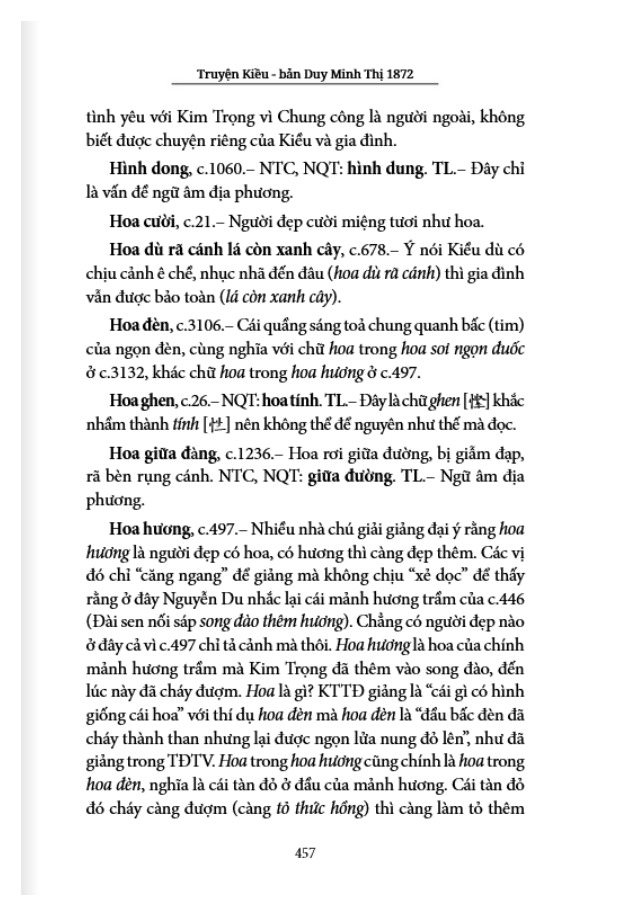 Truyện Kiều - bản Duy Minh Thị 1872
tình yêu với Kim Trọng vì Chung công là người ngoài, không
biết được chuyện riêng của Kiều và gia đình.
Hình dong, c.1060.– NTC, NQT: hình dung. TL.– Đây chỉ
là vấn đề ngữ âm địa phương.
Hoa cười, c.21.– Người đẹp cười miệng tươi như hoa.
Hoa dù rã cánh lá còn xanh cây, c.678.– Ý nói Kiều dù có
chịu cảnh ê chề, nhục nhã đến đâu (hoa dù rã cánh) thì gia đình
vẫn được bảo toàn (lá còn xanh cây).
Hoa đèn, c.3106.– Cái quầng sáng toả chung quanh bấc (tim)
của ngọn đèn, cùng nghĩa với chữ hoa trong hoa soi ngọn đuốc
ở c.3132, khác chữ hoa trong hoa hương ở c.497.
Hoa ghen, c.26.– NQT: hoa tính. TL.– Đây là chữ ghen [悭] khắc
nhầm thành tính [性] nên không thể để nguyên như thế mà đọc.
Hoa giữa đàng, c.1236.– Hoa rơi giữa đường, bị giẫm đạp,
rã bèn rụng cánh. NTC, NQT: giữa đường. TL.– Ngữ âm địa
phương.
Hoa hương, c.497.– Nhiều nhà chú giải giảng đại ý rằng hoa
hương là người đẹp có hoa, có hương thì càng đẹp thêm. Các vị
đó chỉ “căng ngang” để giảng mà không chịu “xẻ dọc” để thấy
rằng ở đây Nguyễn Du nhắc lại cái mảnh hương trầm của c.446
(Đài sen nối sáp song đào thêm hương). Chẳng có người đẹp nào
ở đây cả vì c.497 chỉ tả cảnh mà thôi. Hoa hương là hoa của chính
mảnh hương trầm mà Kim Trọng đã thêm vào song đào, đến
lúc này đã cháy đượm. Hoa là gì? KTTĐ giảng là “cái gì có hình
giống cái hoa” với thí dụ hoa đèn mà hoa đèn là “đầu bấc đèn đã
cháy thành than nhưng lại được ngọn lửa nung đỏ lên”, như đã
giảng trong TĐTV. Hoa trong hoa hương cũng chính là hoa trong
hoa đèn, nghĩa là cái tàn đỏ ở đầu của mảnh hương. Cái tàn đỏ
đó cháy càng đượm (càng tỏ thức hồng) thì càng làm tỏ thêm
457